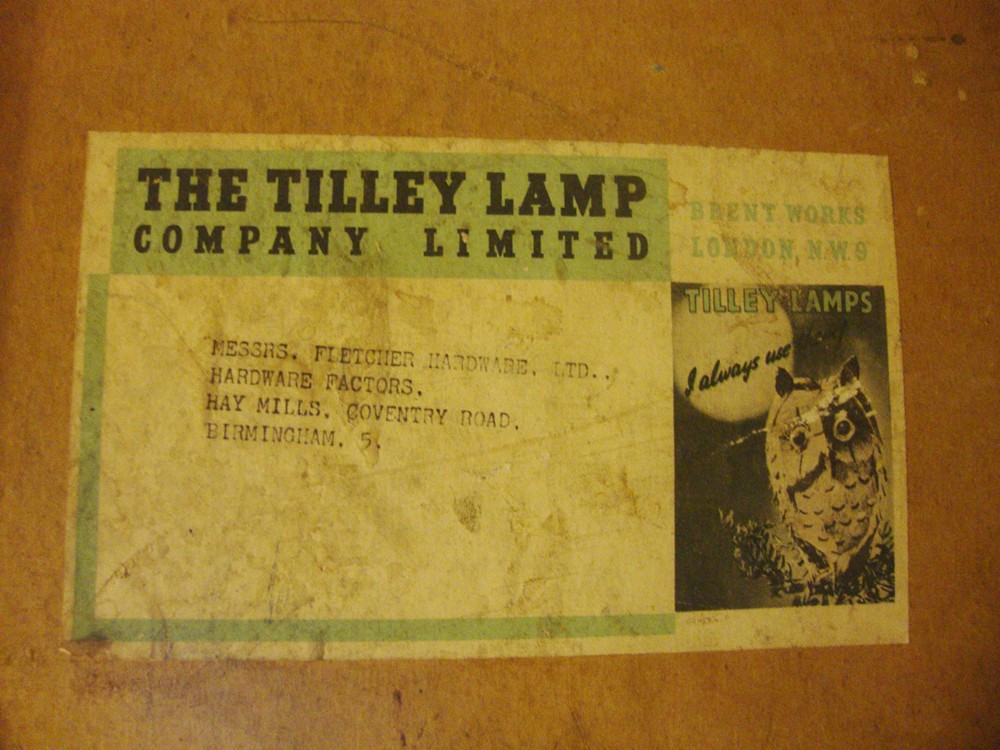 THE TILLEY LAMP
COMPANY LIMITED
BRENT WORKS
LONDON, N.W.9
MESSRS. FLETCHER HARDWARE, LTD.,
HARDWARE FACTORS,
HAY MILLS, COVENTRY ROAD,
BIRMINGHAM, 5.
TILLEY LAMPS
I always use